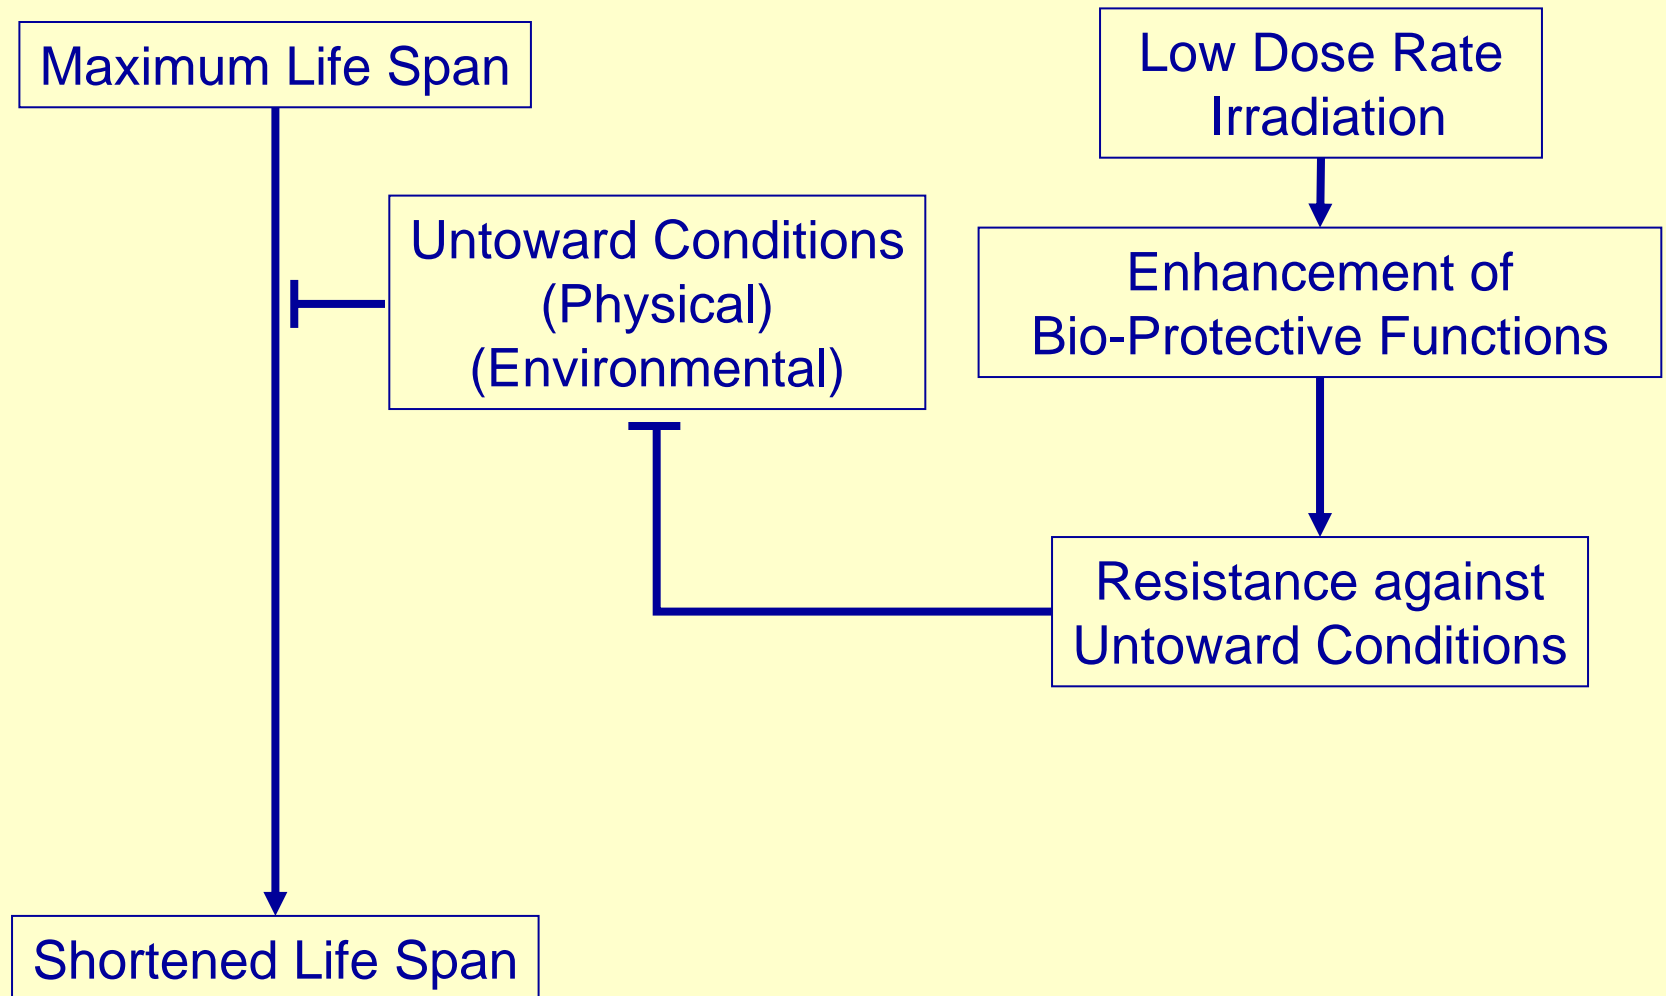 Maximum Life Span
Low Dose Rate
Irradiation
Untoward Conditions
(Physical)
(Environmental)
Enhancement of
Bio-Protective Functions
Resistance against
Untoward Conditions
Shortened Life Span